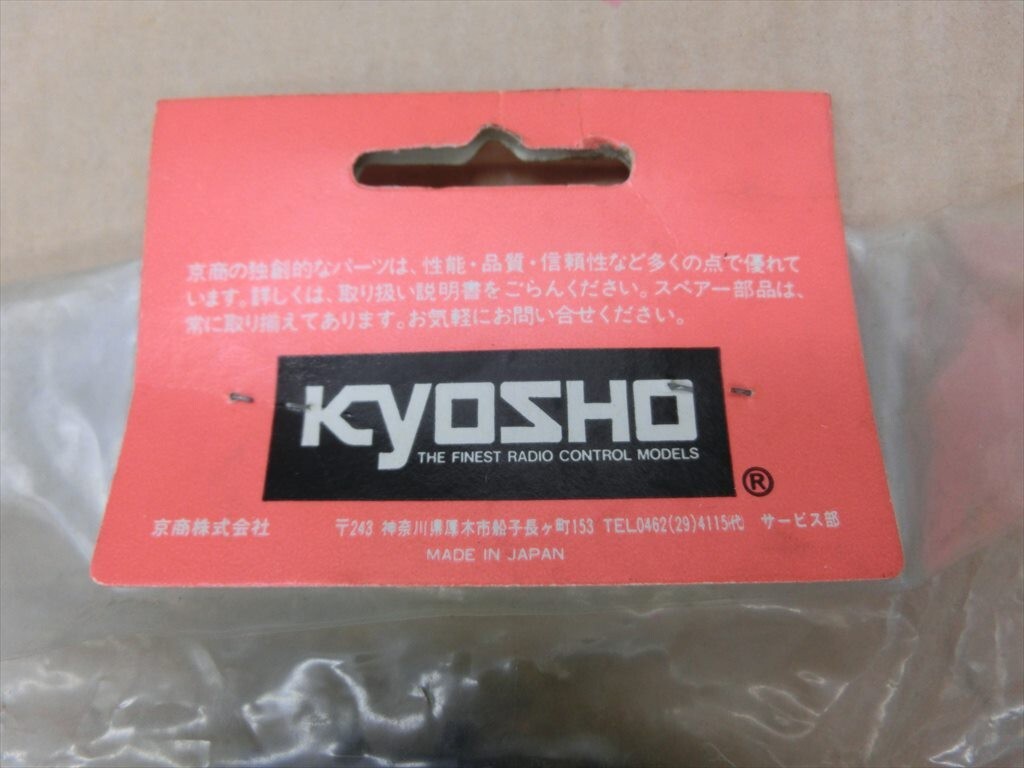 京商の独創的なパーツは、性能・品質・信頼性など多くの点で優れて
います。詳しくは、取り扱い説明書をごらんください。スペアー部品は、
常に取り揃えてあります。お気軽にお問い合せください。
KYOSHO
THE FINEST RADIO CONTROL MODELS
®
京商株式会社 〒243 神奈川県厚木市船子長ヶ町153 TEL.0462(29)4115代 サービス部
MADE IN JAPAN